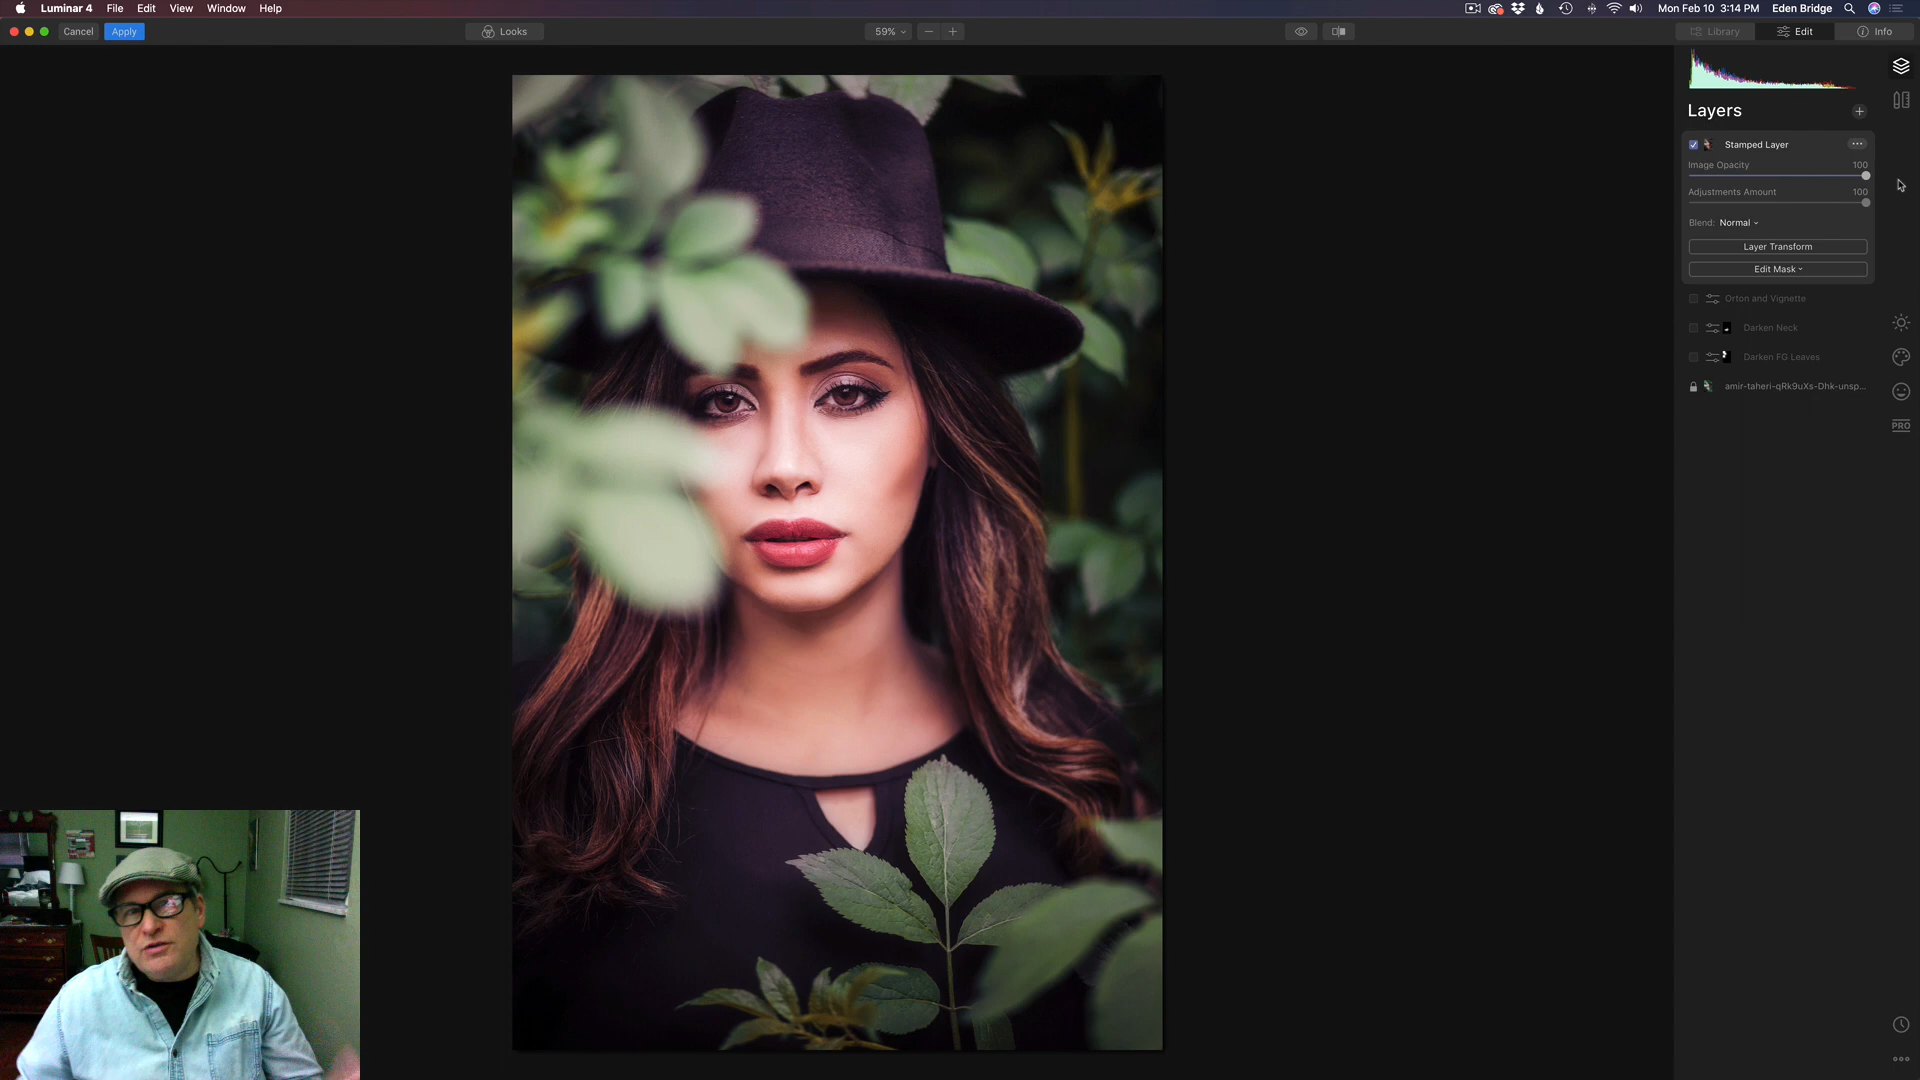 Luminar 4 File Edit View Window Help Mon Feb 10 3:14 PM Eden Bridge
Cancel Apply Looks 59% Library Edit Info
Layers
Stamped Layer
Image Opacity 100
Adjustments Amount 100
Blend: Normal
Layer Transform
Edit Mask
Orton and Vignette
Darken Neck
Darken FG Leaves
amir-taheri-qRk9uXs-Dhk-unsp...
PRO